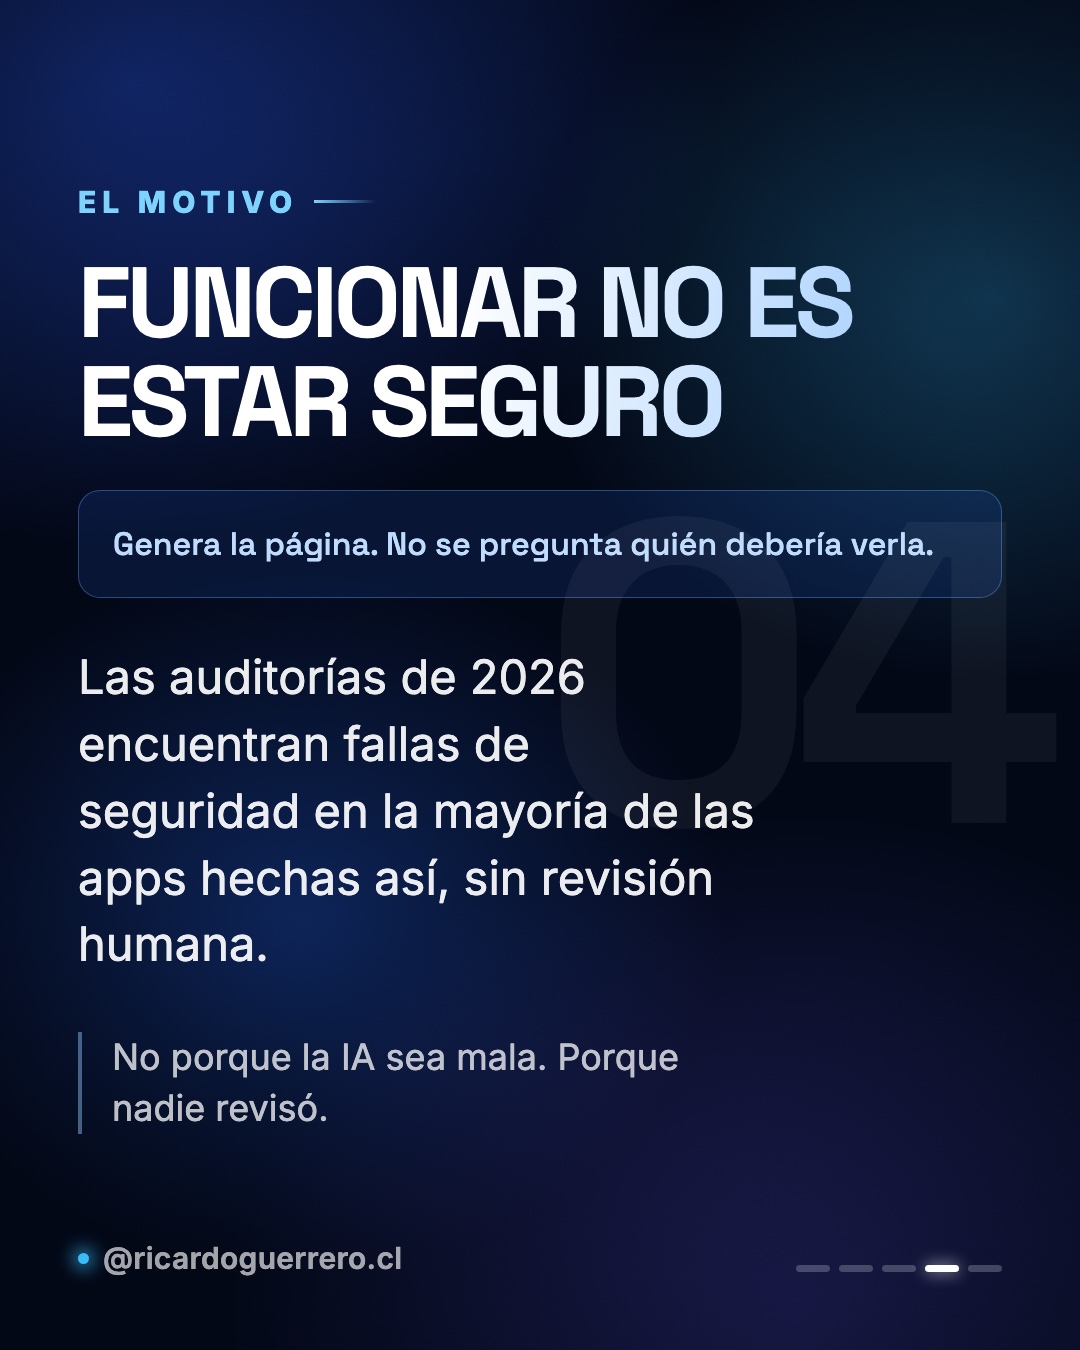 EL MOTIVO
FUNCIONAR NO ES
ESTAR SEGURO
Genera la página. No se pregunta quién debería verla.
04
Las auditorías de 2026
encuentran fallas de
seguridad en la mayoría de las
apps hechas así, sin revisión
humana.
No porque la IA sea mala. Porque
nadie revisó.
@ricardoguerrero.cl